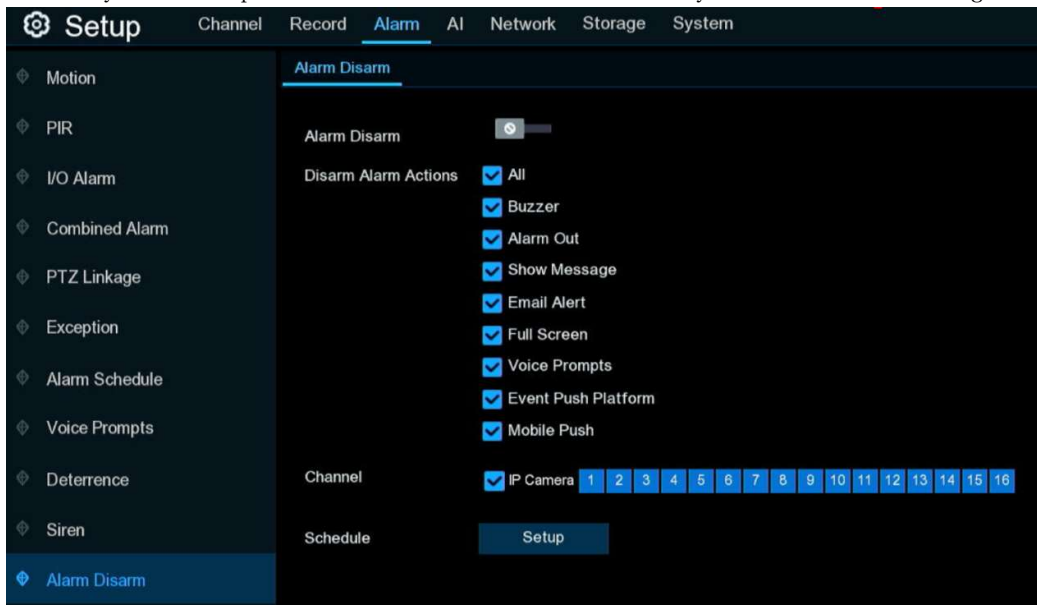 Setup Channel Record Alarm AI Network Storage System
Motion
PIR
I/O Alarm
Combined Alarm
PTZ Linkage
Exception
Alarm Schedule
Voice Prompts
Deterrence
Siren
Alarm Disarm
Alarm Disarm
Alarm Disarm
Disarm Alarm Actions
All
Buzzer
Alarm Out
Show Message
Email Alert
Full Screen
Voice Prompts
Event Push Platform
Mobile Push
Channel IP Camera 1 2 3 4 5 6 7 8 9 10 11 12 13 14 15 16
Schedule Setup